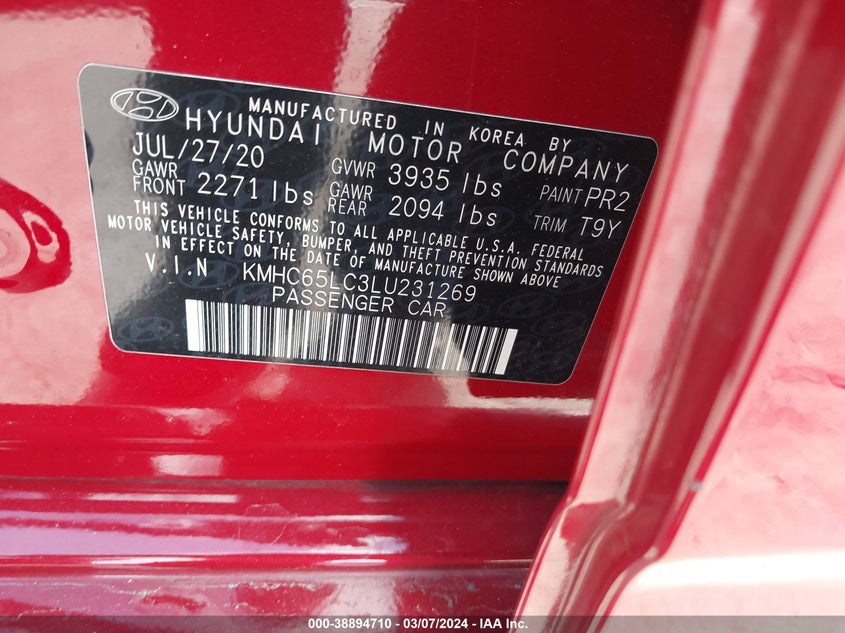 MANUFACTURED IN KOREA BY
HYUNDAI MOTOR COMPANY
JUL/27/20 GVWR 3935 lbs PAINT PR2
GAWR FRONT 2271 lbs GAWR REAR 2094 lbs TRIM T9Y
THIS VEHICLE CONFORMS TO ALL APPLICABLE U.S.A. FEDERAL
MOTOR VEHICLE SAFETY, BUMPER, AND THEFT PREVENTION STANDARDS
IN EFFECT ON THE DATE OF MANUFACTURE SHOWN ABOVE
V.I.N KMHC65LC3LU231269
PASSENGER CAR
000-38894710 - 03/07/2024 - IAA Inc.